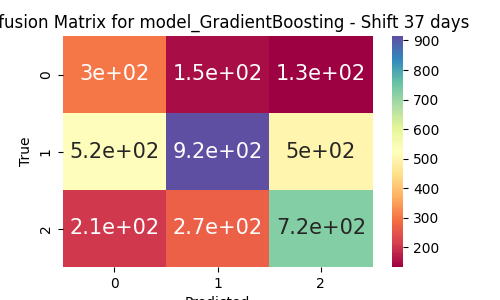 fusion Matrix for model_GradientBoosting - Shift 37 days
0 3e+02 1.5e+02 1.3e+02
1 5.2e+02 9.2e+02 5e+02
2 2.1e+02 2.7e+02 7.2e+02
0 1 2
True
Predicted
900
800
700
600
500
400
300
200